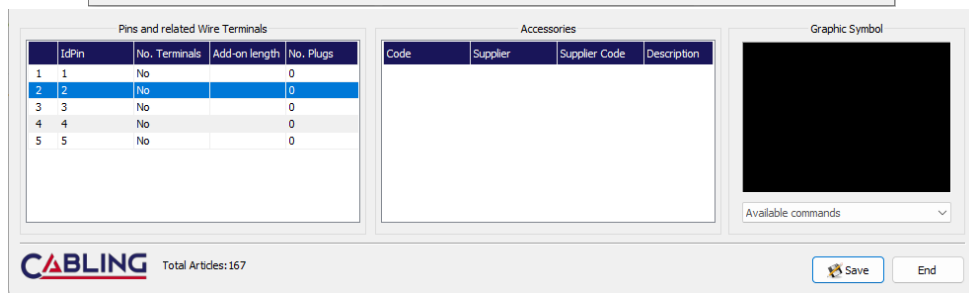 Pins and related Wire Terminals
IdPin No. Terminals Add-on length No. Plugs
1 1 No 0
2 2 No 0
3 3 No 0
4 4 No 0
5 5 No 0
Accessories
Code Supplier Supplier Code Description
Graphic Symbol
Available commands
CABLING Total Articles:167
Save End